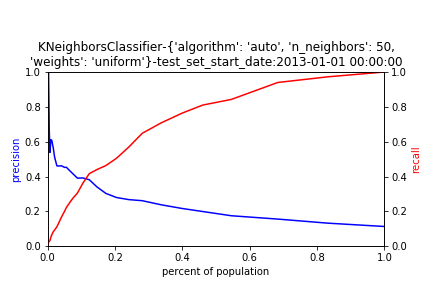 KNeighborsClassifier-{'algorithm': 'auto', 'n_neighbors': 50,
'weights': 'uniform'}-test_set_start_date:2013-01-01 00:00:00
1.0
0.8
0.6
0.4
0.2
0.0
precision
1.0
0.8
0.6
0.4
0.2
0.0
recall
0.0 0.2 0.4 0.6 0.8 1.0
percent of population